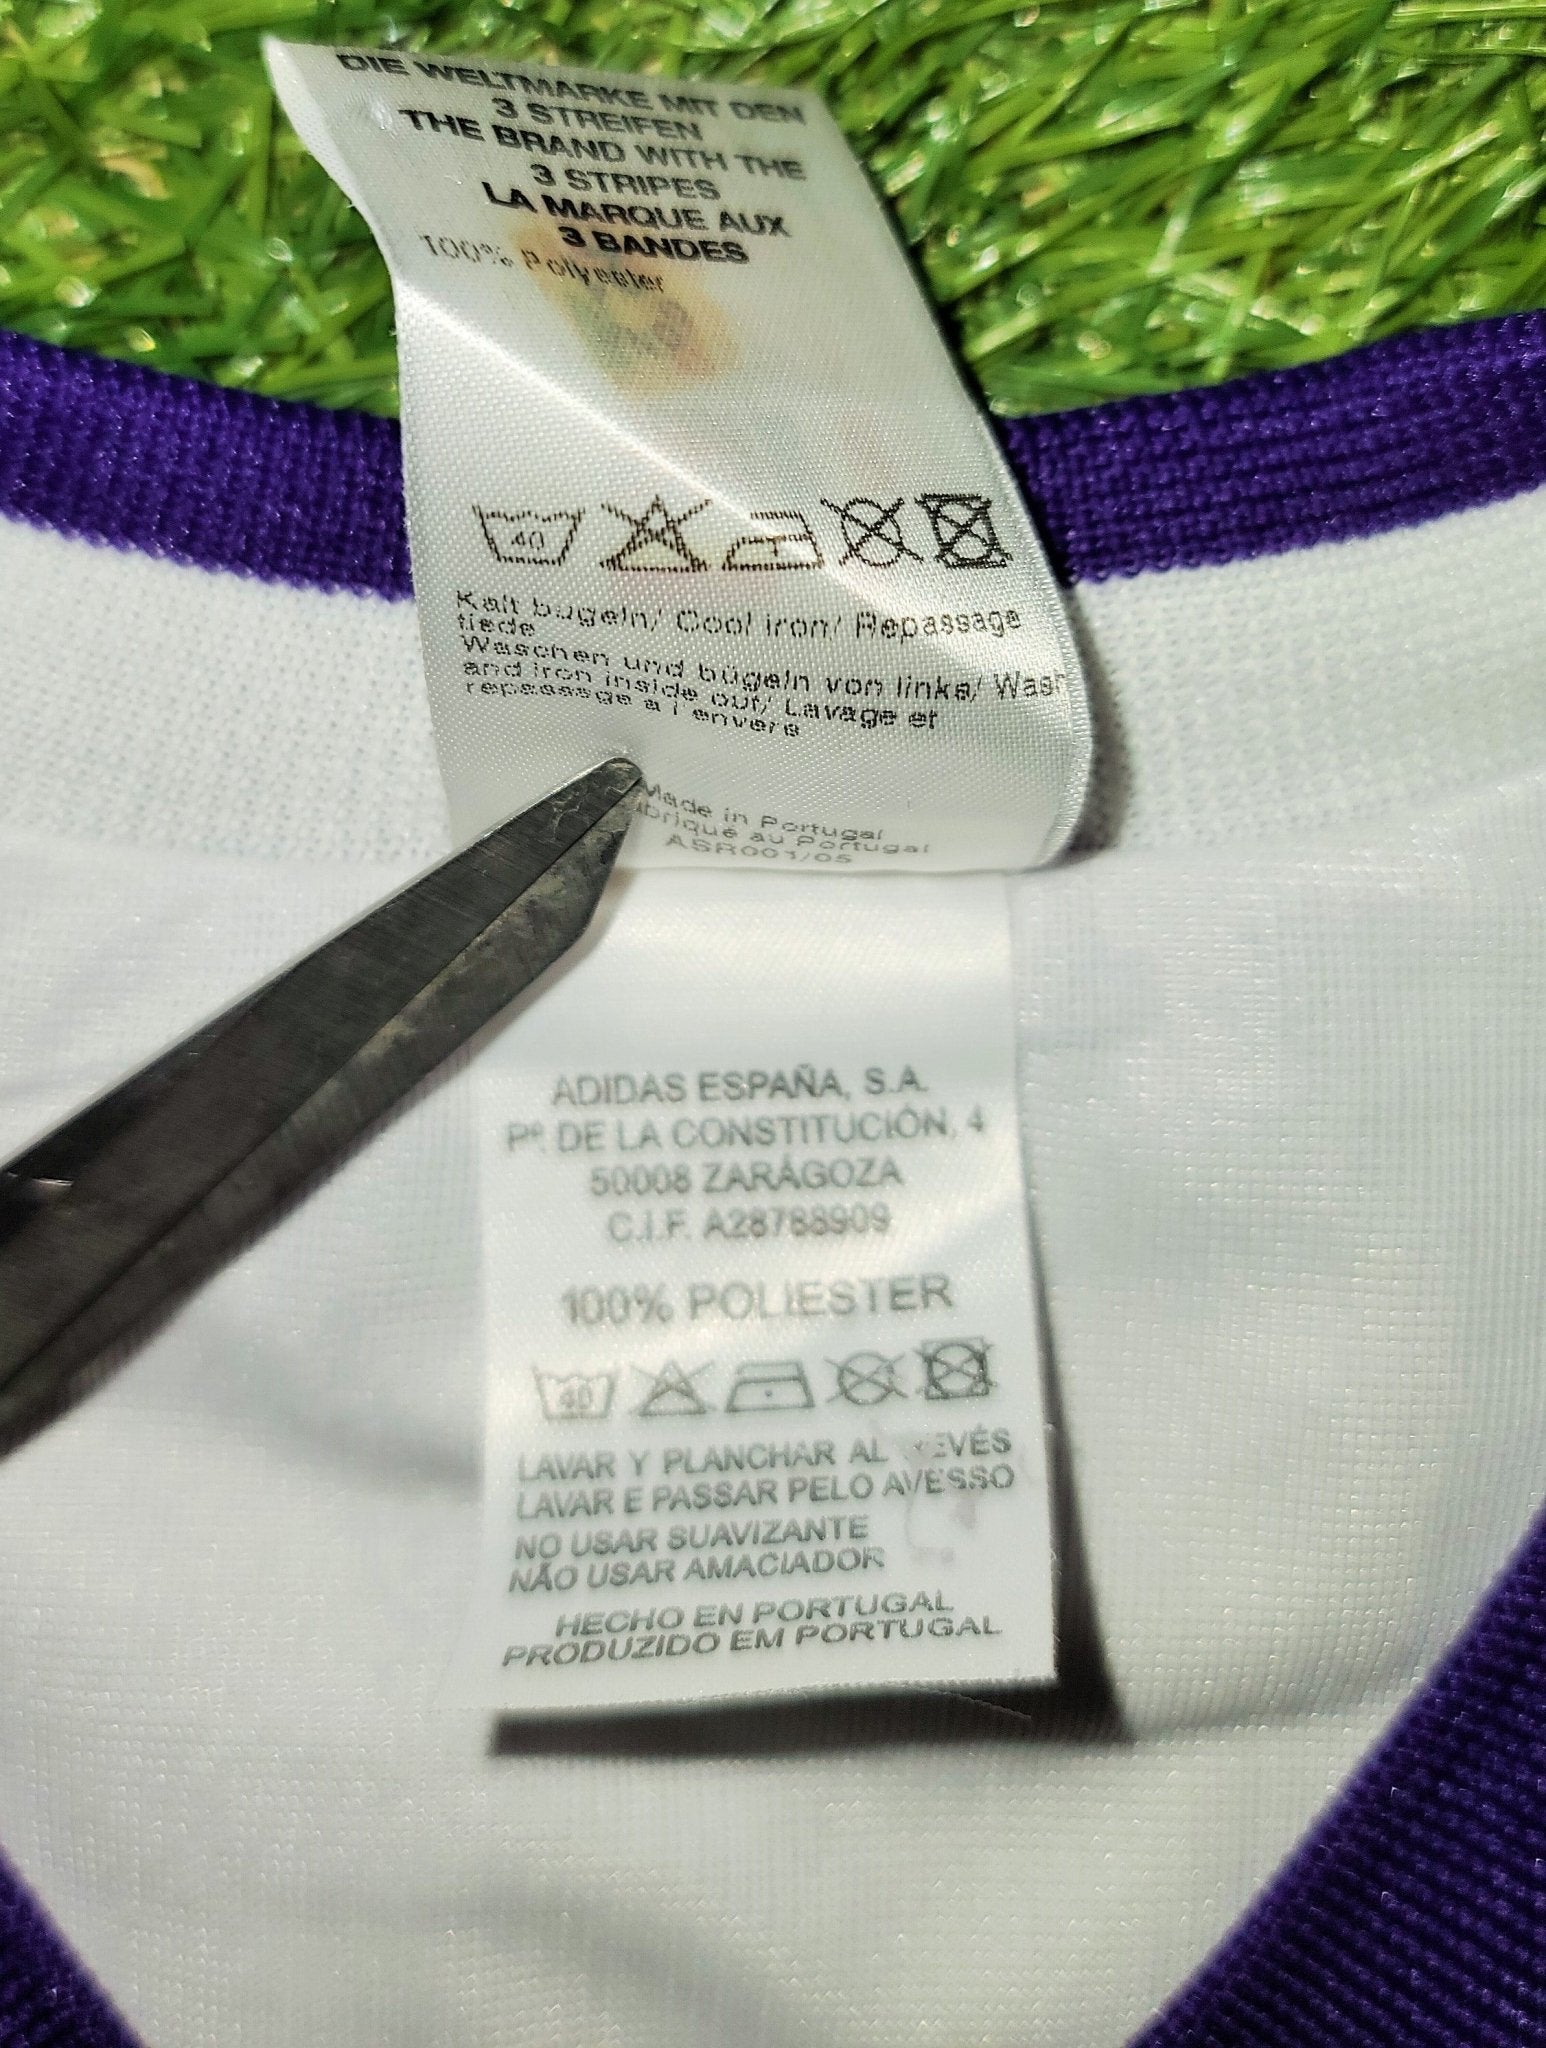 DIE WELTMARKE MIT DEN
3 STREIFEN
THE BRAND WITH THE
3 STRIPES
LA MARQUE AUX
3 BANDES
100% Polyester
40
Kalt bügeln/ Cool iron/ Repassage
tiede
Waschen und bügeln von links/ Wash
and iron inside out/ Lavage et
repassage a l'envers
Made in Portugal
au Portugal
ASR001/05
ADIDAS ESPAÑA, S.A.
Pº. DE LA CONSTITUCIÓN, 4
50008 ZARÁGOZA
C.I.F. A28788909
100% POLIESTER
40
LAVAR Y PLANCHAR AL REVÉS
LAVAR E PASSAR PELO AVESSO
NO USAR SUAVIZANTE
NÃO USAR AMACIADOR
HECHO EN PORTUGAL
PRODUZIDO EM PORTUGAL